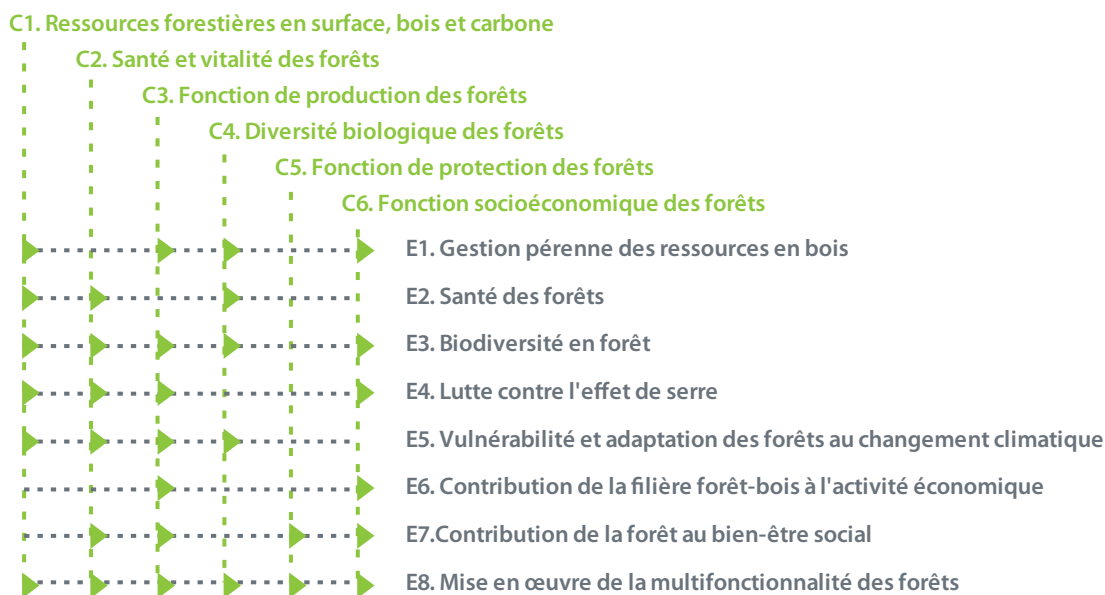 C1. Ressources forestières en surface, bois et carbone
C2. Santé et vitalité des forêts
C3. Fonction de production des forêts
C4. Diversité biologique des forêts
C5. Fonction de protection des forêts
C6. Fonction socioéconomique des forêts
E1. Gestion pérenne des ressources en bois
E2. Santé des forêts
E3. Biodiversité en forêt
E4. Lutte contre l'effet de serre
E5. Vulnérabilité et adaptation des forêts au changement climatique
E6. Contribution de la filière forêt-bois à l'activité économique
E7.Contribution de la forêt au bien-être social
E8. Mise en œuvre de la multifonctionnalité des forêts